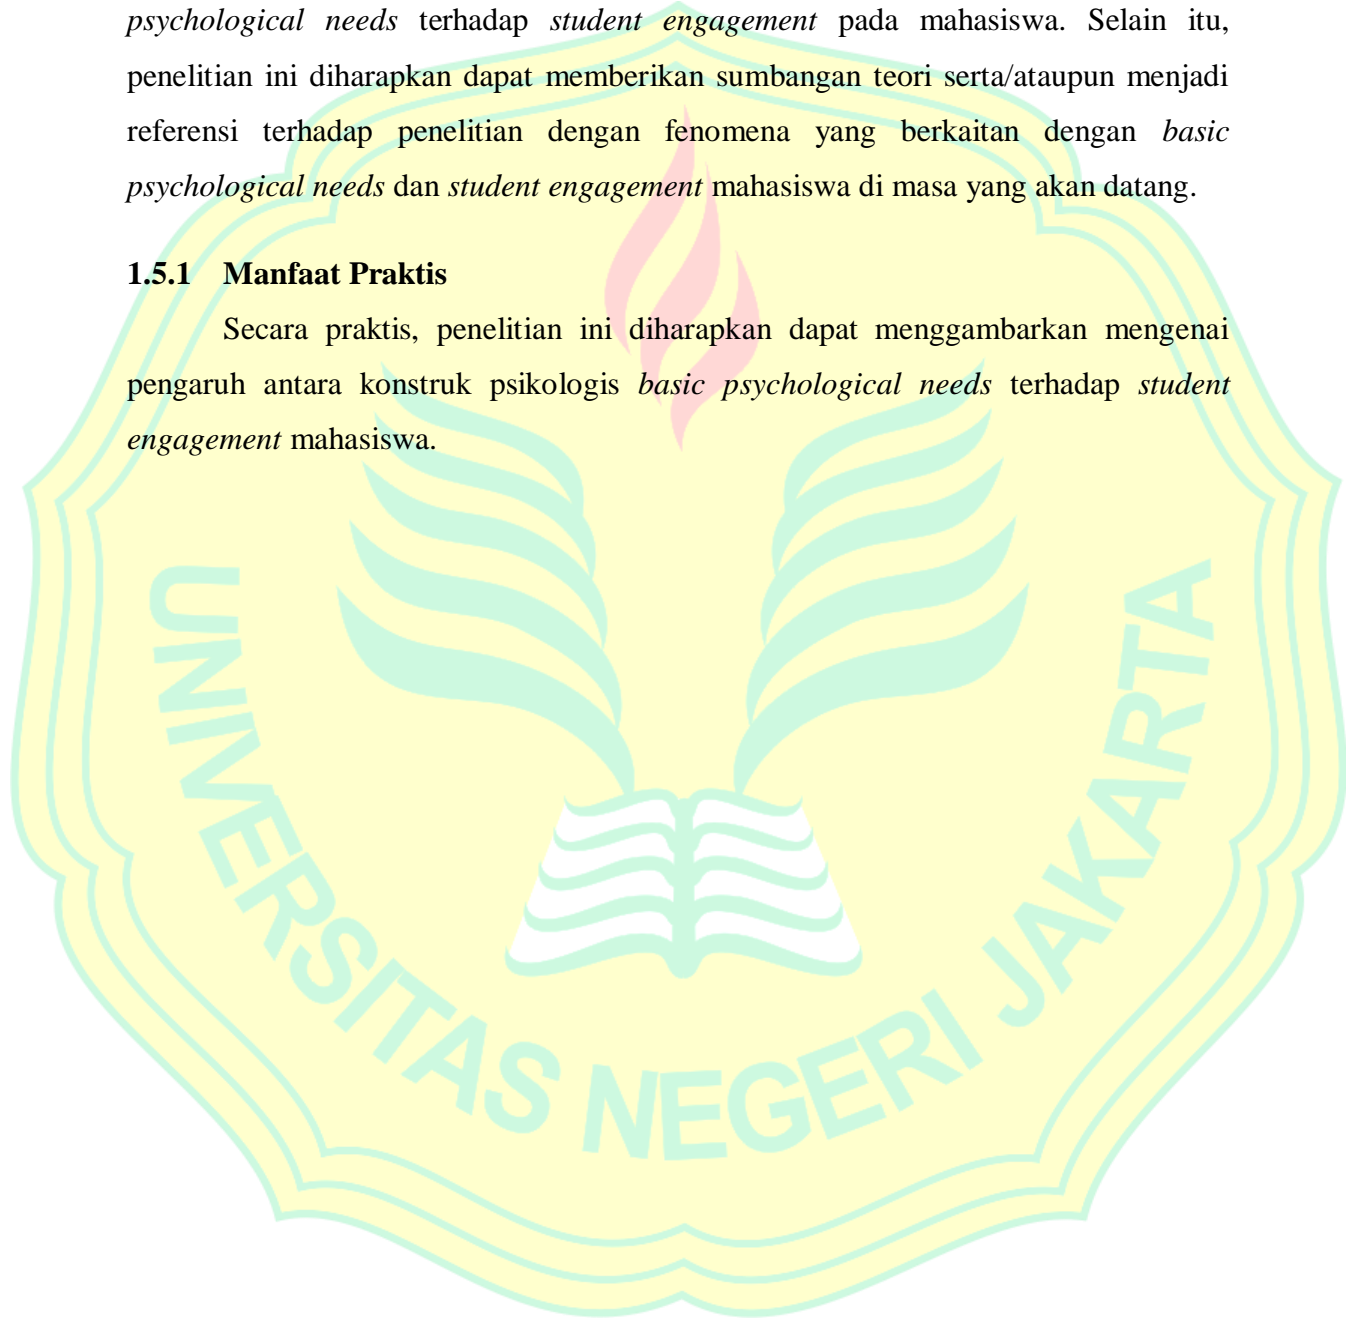 psychological needs terhadap student engagement pada mahasiswa. Selain itu,
penelitian ini diharapkan dapat memberikan sumbangan teori serta/ataupun menjadi
referensi terhadap penelitian dengan fenomena yang berkaitan dengan basic
psychological needs dan student engagement mahasiswa di masa yang akan datang.
1.5.1 Manfaat Praktis
Secara praktis, penelitian ini diharapkan dapat menggambarkan mengenai
pengaruh antara konstruk psikologis basic psychological needs terhadap student
engagement mahasiswa.
UNIVERSITAS NEGERI JAKARTA